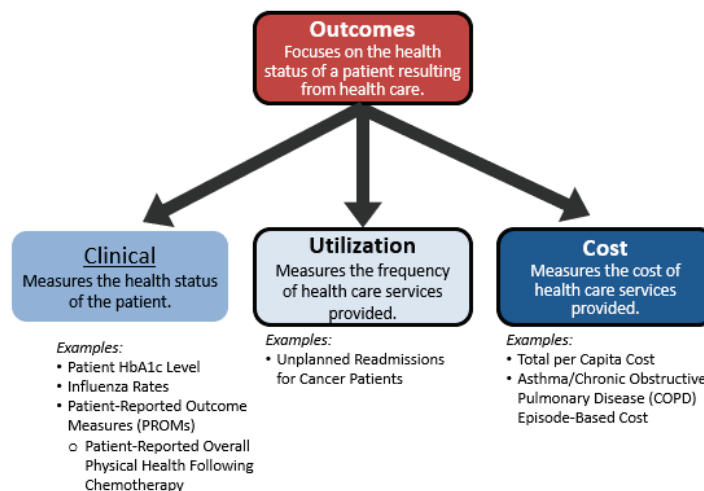 Outcomes
Focuses on the health
status of a patient resulting
from health care.
Clinical
Measures the health status
of the patient.
Utilization
Measures the frequency
of health care services
provided.
Cost
Measures the cost of
health care services
provided.
Examples:
• Patient HbA1c Level
• Influenza Rates
• Patient-Reported Outcome
Measures (PROMs)
o Patient-Reported Overall
Physical Health Following
Chemotherapy
Examples:
• Unplanned Readmissions
for Cancer Patients
Examples:
• Total per Capita Cost
• Asthma/Chronic Obstructive
Pulmonary Disease (COPD)
Episode-Based Cost